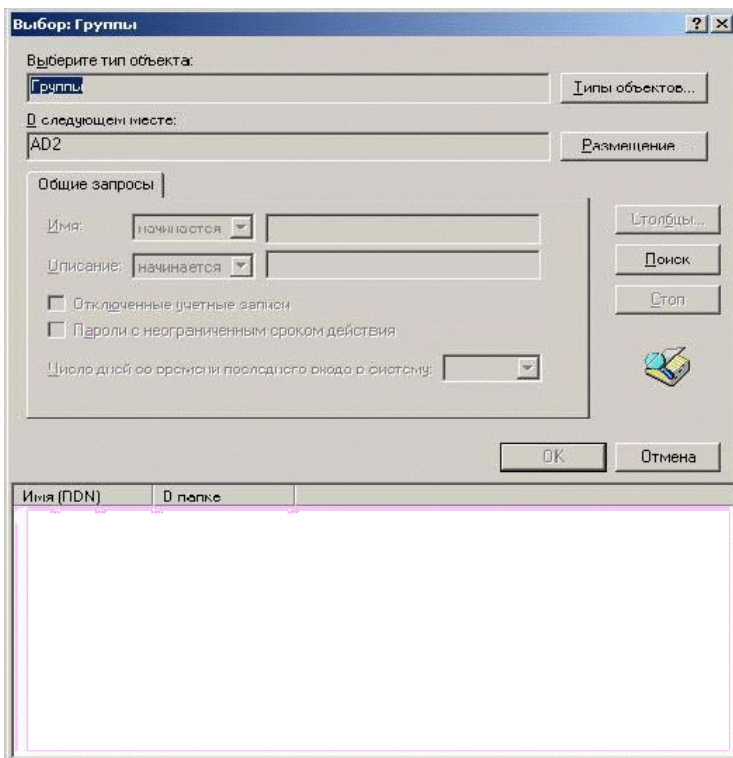 Выбор: Группы
Выберите тип объекта:
Группы
Типы объектов...
В следующем месте:
AD2
Размещение
Общие запросы
Имя:
начинается
Столбцы...
Описание:
начинается
Поиск
Отключенные учетные записи
Стоп
Пароли с неограниченным сроком действия
Число дней со времени последнего входа в систему:
OK
Отмена
Имя (RDN)
В папке